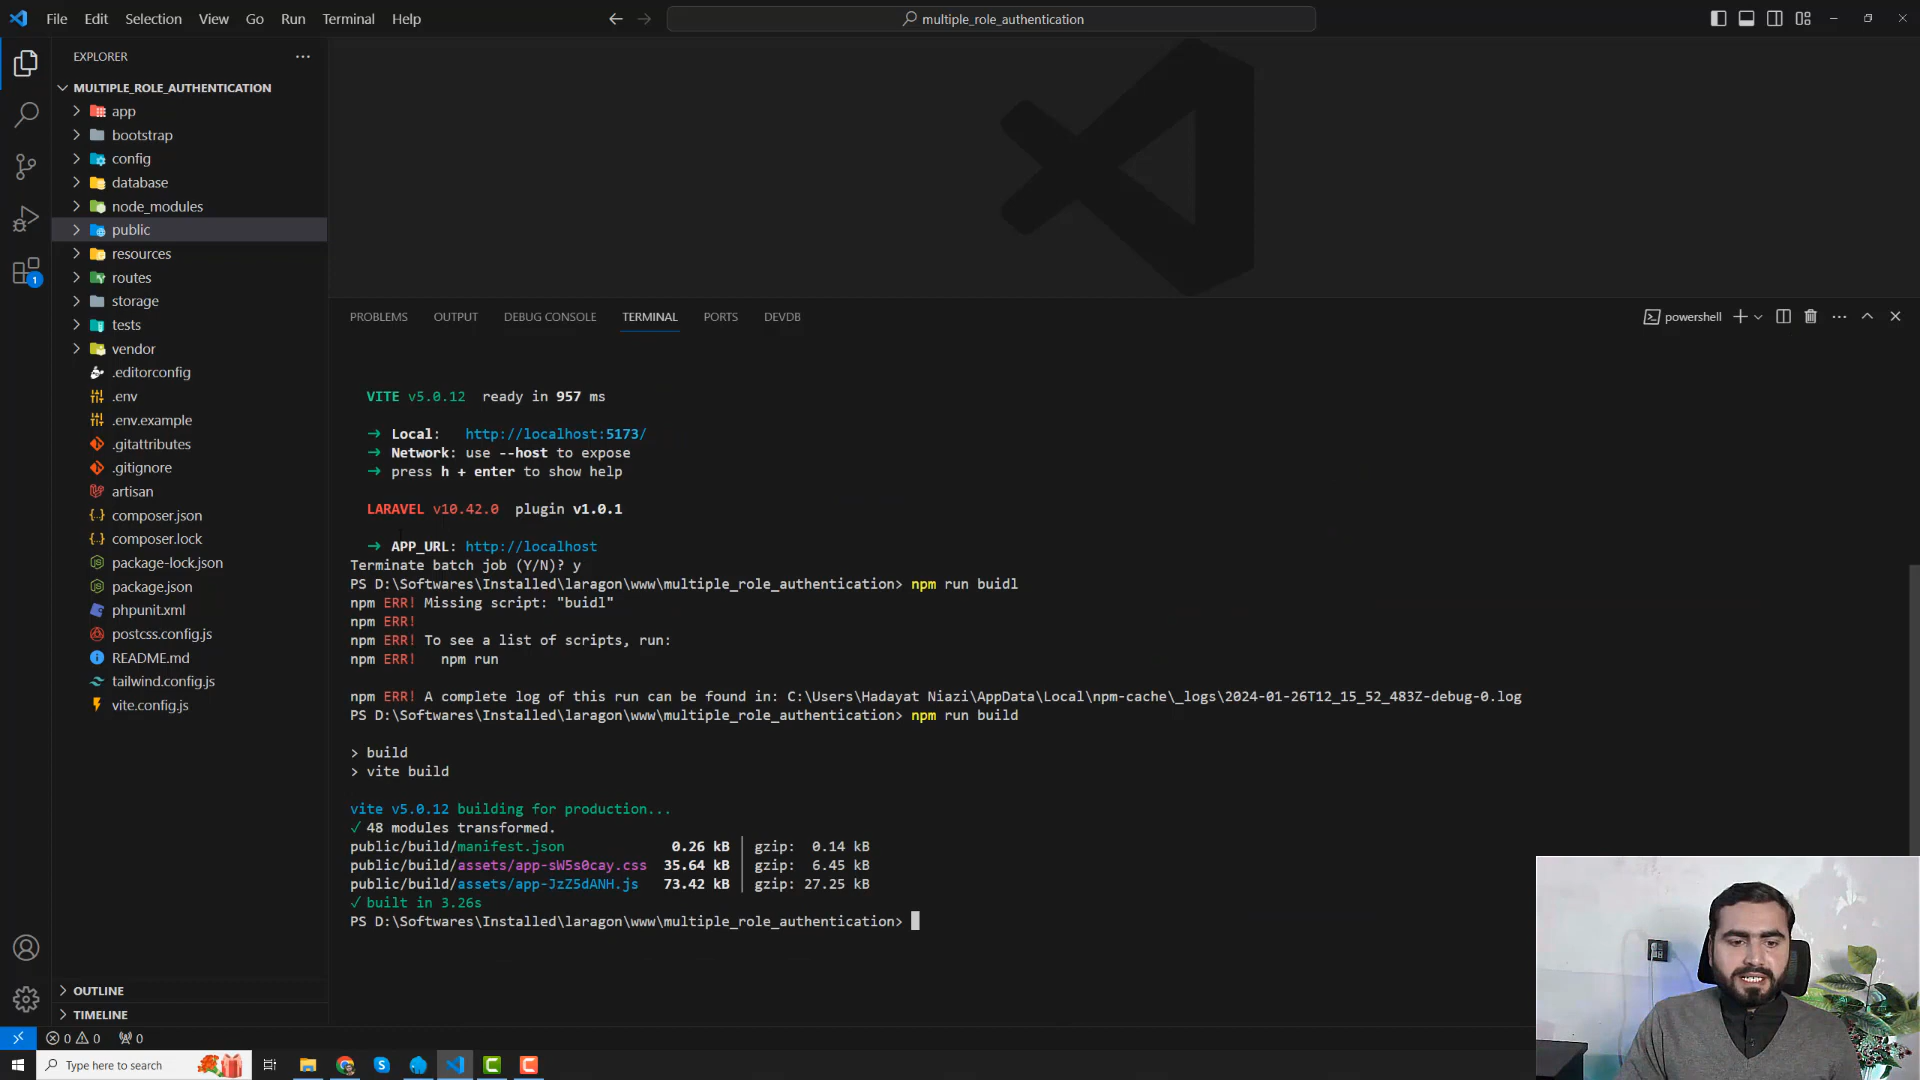 File Edit Selection View Go Run Terminal Help
multiple_role_authentication
EXPLORER
MULTIPLE_ROLE_AUTHENTICATION
app
bootstrap
config
database
node_modules
public
resources
routes
storage
tests
vendor
.editorconfig
.env
.env.example
.gitattributes
.gitignore
artisan
composer.json
composer.lock
package-lock.json
package.json
phpunit.xml
postcss.config.js
README.md
tailwind.config.js
vite.config.js
OUTLINE
TIMELINE
1
PROBLEMS OUTPUT DEBUG CONSOLE TERMINAL PORTS DEVDB
powershell
VITE v5.0.12 ready in 957 ms
→ Local: http://localhost:5173/
→ Network: use --host to expose
→ press h + enter to show help
LARAVEL v10.42.0 plugin v1.0.1
→ APP_URL: http://localhost
Terminate batch job (Y/N)? y
PS D:\Softwares\Installed\laragon\www\multiple_role_authentication> npm run buidl
npm ERR! Missing script: "buidl"
npm ERR!
npm ERR! To see a list of scripts, run:
npm ERR!   npm run
npm ERR! A complete log of this run can be found in: C:\Users\Hadayat Niazi\AppData\Local\npm-cache\_logs\2024-01-26T12_15_52_483Z-debug-0.log
PS D:\Softwares\Installed\laragon\www\multiple_role_authentication> npm run build
> build
> vite build
vite v5.0.12 building for production...
✓ 48 modules transformed.
public/build/manifest.json 0.26 kB │ gzip: 0.14 kB
public/build/assets/app-sW5s0cay.css 35.64 kB │ gzip: 6.45 kB
public/build/assets/app-JzZ5dANH.js 73.42 kB │ gzip: 27.25 kB
✓ built in 3.26s
PS D:\Softwares\Installed\laragon\www\multiple_role_authentication>
0 0 0
Type here to search